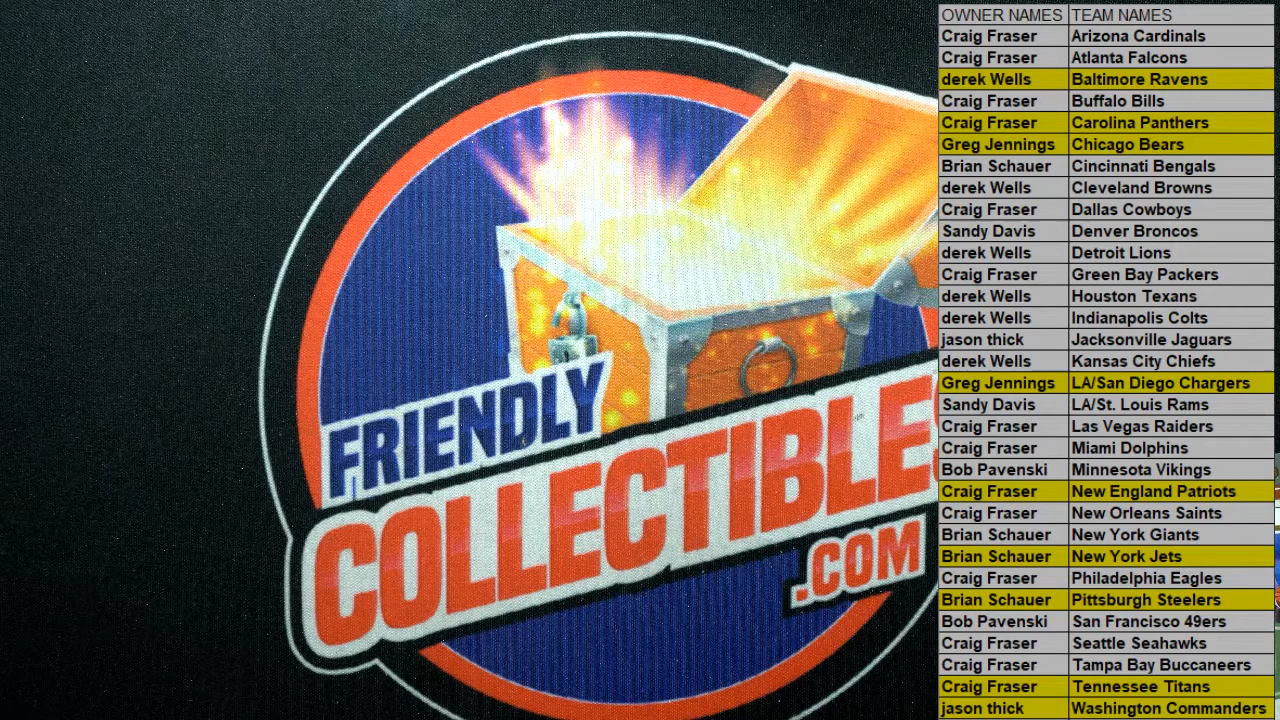 FRIENDLY
COLLECTIBLES
.COM
OWNER NAMES TEAM NAMES
Craig Fraser Arizona Cardinals
Craig Fraser Atlanta Falcons
derek Wells Baltimore Ravens
Craig Fraser Buffalo Bills
Craig Fraser Carolina Panthers
Greg Jennings Chicago Bears
Brian Schauer Cincinnati Bengals
derek Wells Cleveland Browns
Craig Fraser Dallas Cowboys
Sandy Davis Denver Broncos
derek Wells Detroit Lions
Craig Fraser Green Bay Packers
derek Wells Houston Texans
derek Wells Indianapolis Colts
jason thick Jacksonville Jaguars
derek Wells Kansas City Chiefs
Greg Jennings LA/San Diego Chargers
Sandy Davis LA/St. Louis Rams
Craig Fraser Las Vegas Raiders
Craig Fraser Miami Dolphins
Bob Pavenski Minnesota Vikings
Craig Fraser New England Patriots
Craig Fraser New Orleans Saints
Brian Schauer New York Giants
Brian Schauer New York Jets
Craig Fraser Philadelphia Eagles
Brian Schauer Pittsburgh Steelers
Bob Pavenski San Francisco 49ers
Craig Fraser Seattle Seahawks
Craig Fraser Tampa Bay Buccaneers
Craig Fraser Tennessee Titans
jason thick Washington Commanders